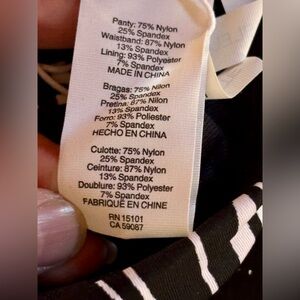 Panty: 75% Nylon
25% Spandex
Waistband: 87% Nylon
13% Spandex
Lining: 93% Polyester
7% Spandex
MADE IN CHINA
Bragas: 75% Nilon
25% Spandex
Pretina: 87% Nilon
13% Spandex
Forro: 93% Poliester
7% Spandex
HECHO EN CHINA
Culotte: 75% Nylon
25% Spandex
Ceinture: 87% Nylon
13% Spandex
Doublure: 93% Polyester
7% Spandex
FABRIQUÉ EN CHINE
RN 15101
CA 59087